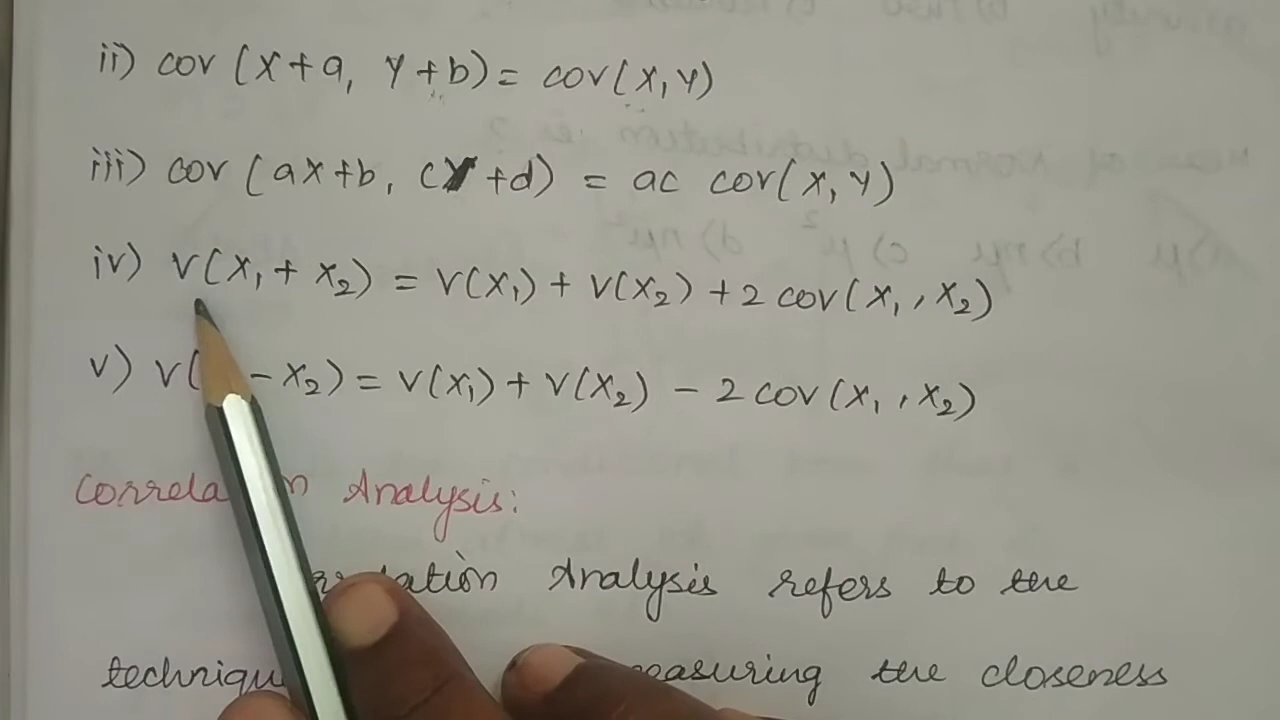 ii) cov (x+a, y+b) = cov(x,y)
iii) cov (ax+b, cy+d) = ac cov(x,y)
iv) v(x₁ + x₂) = v(x₁) + v(x₂) + 2 cov(x₁, x₂)
v) v( - x₂) = v(x₁) + v(x₂) - 2 cov(x₁, x₂)
Analysis:
Analysis refers to the
the closeness